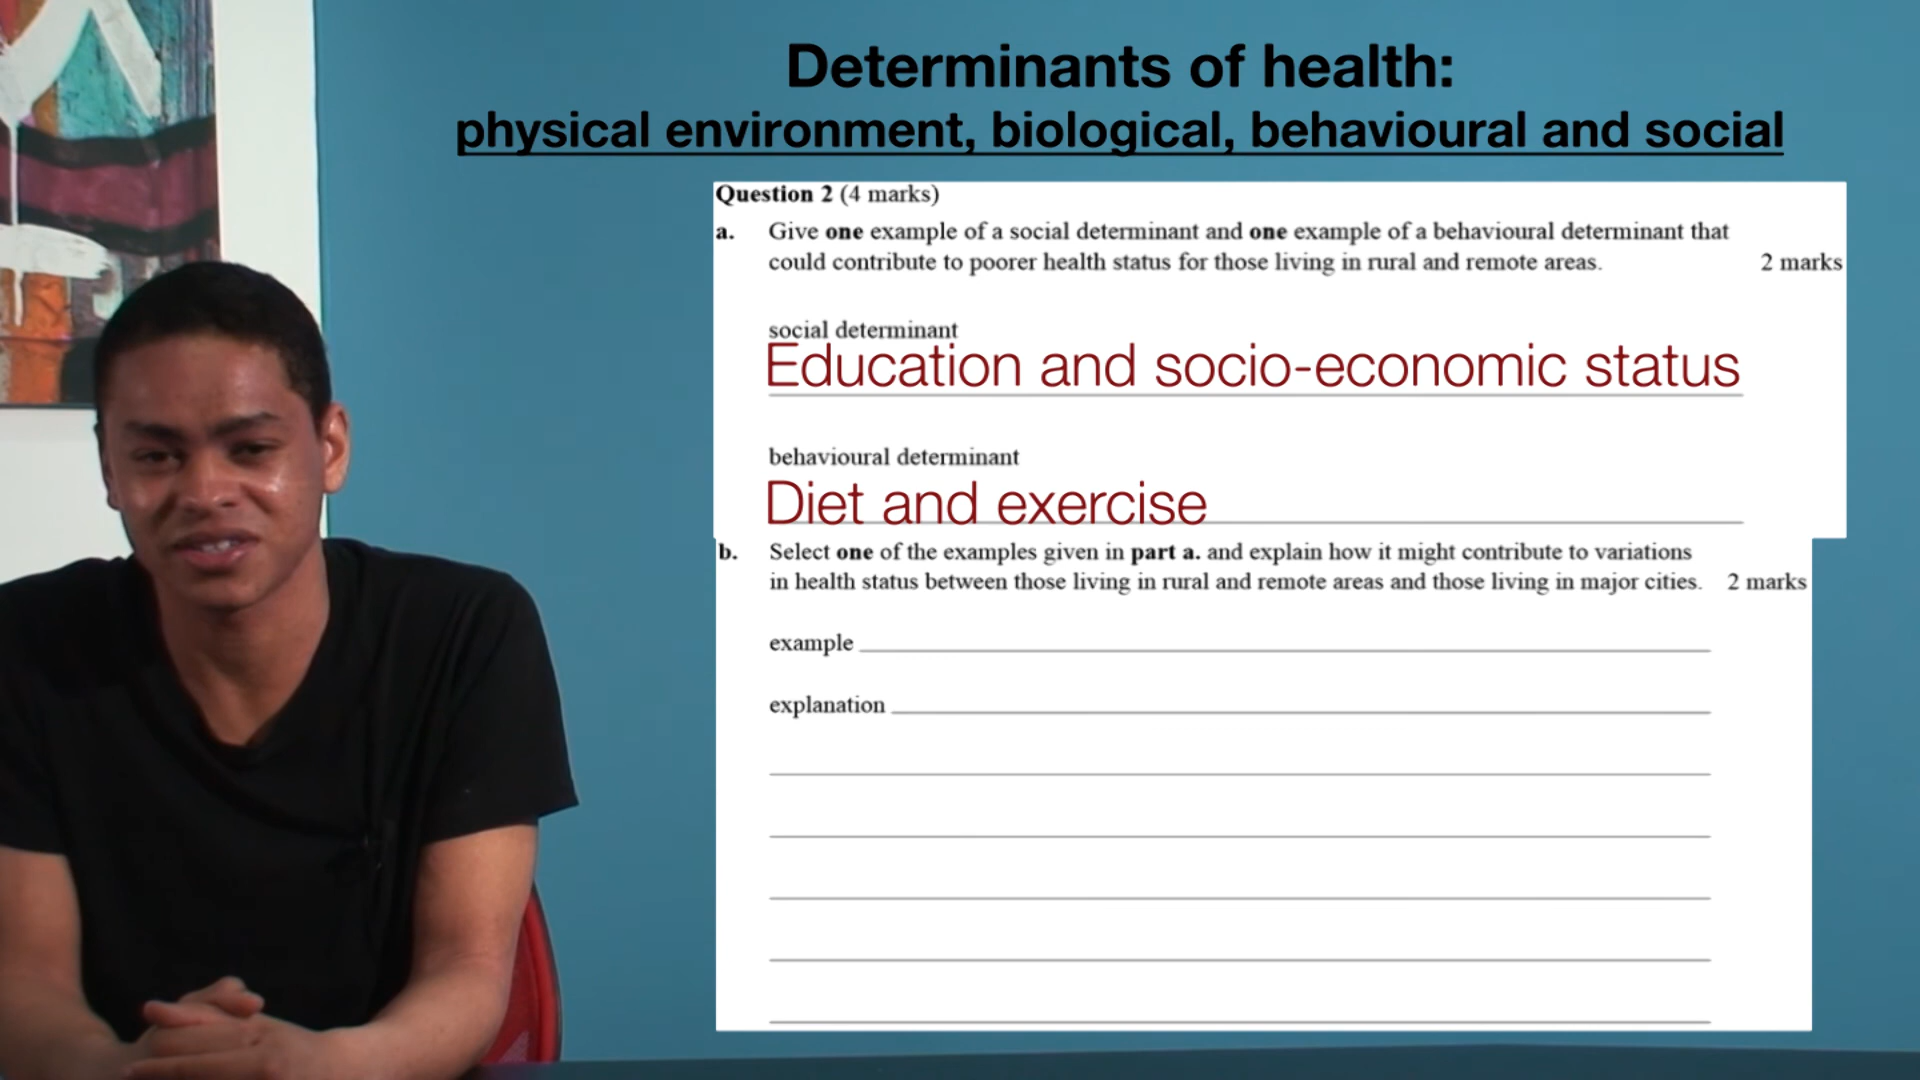 Determinants of health:
physical environment, biological, behavioural and social
Question 2 (4 marks)
a. Give one example of a social determinant and one example of a behavioural determinant that
could contribute to poorer health status for those living in rural and remote areas. 2 marks
social determinant
Education and socio-economic status
behavioural determinant
Diet and exercise
b. Select one of the examples given in part a. and explain how it might contribute to variations
in health status between those living in rural and remote areas and those living in major cities. 2 marks
example
explanation